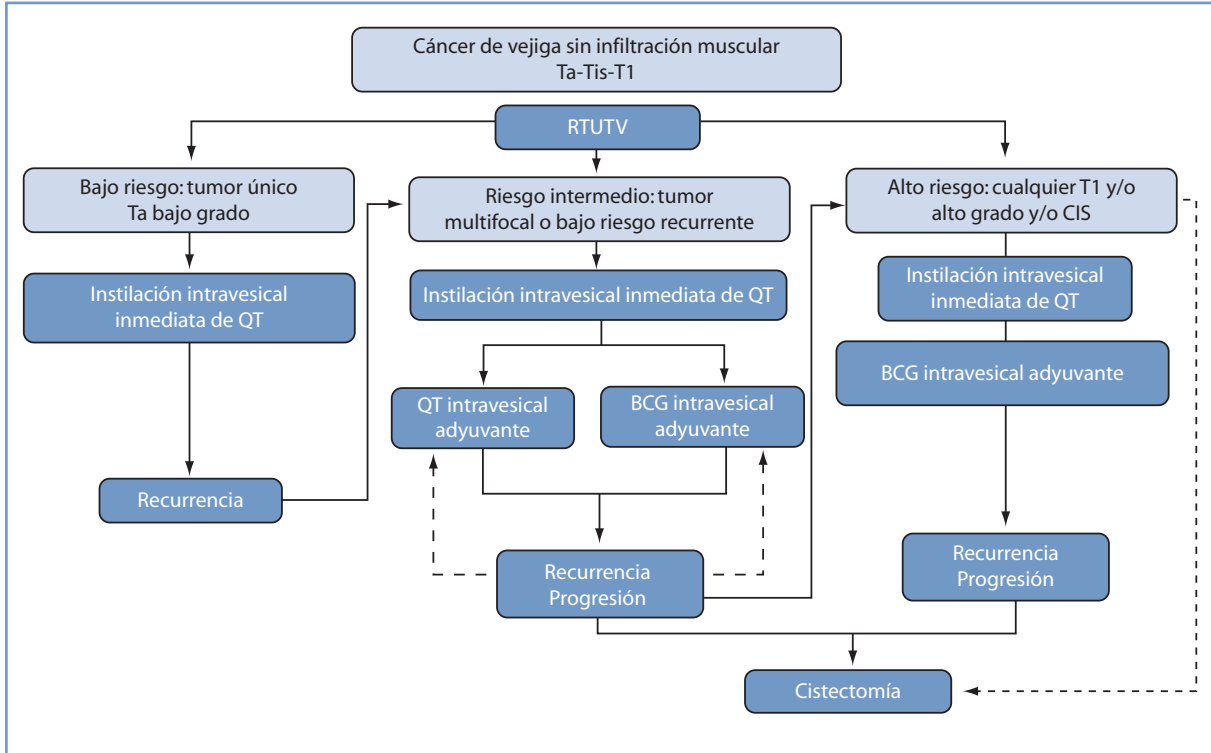 Cáncer de vejiga sin infiltración muscular
Ta-Tis-T1
RTUTV
Bajo riesgo: tumor único
Ta bajo grado
Instilación intravesical
inmediata de QT
Recurrencia
Riesgo intermedio: tumor
multifocal o bajo riesgo recurrente
Instilación intravesical inmediata de QT
QT intravesical
adyuvante
BCG intravesical
adyuvante
Recurrencia
Progresión
Alto riesgo: cualquier T1 y/o
alto grado y/o CIS
Instilación intravesical
inmediata de QT
BCG intravesical adyuvante
Recurrencia
Progresión
Cistectomía